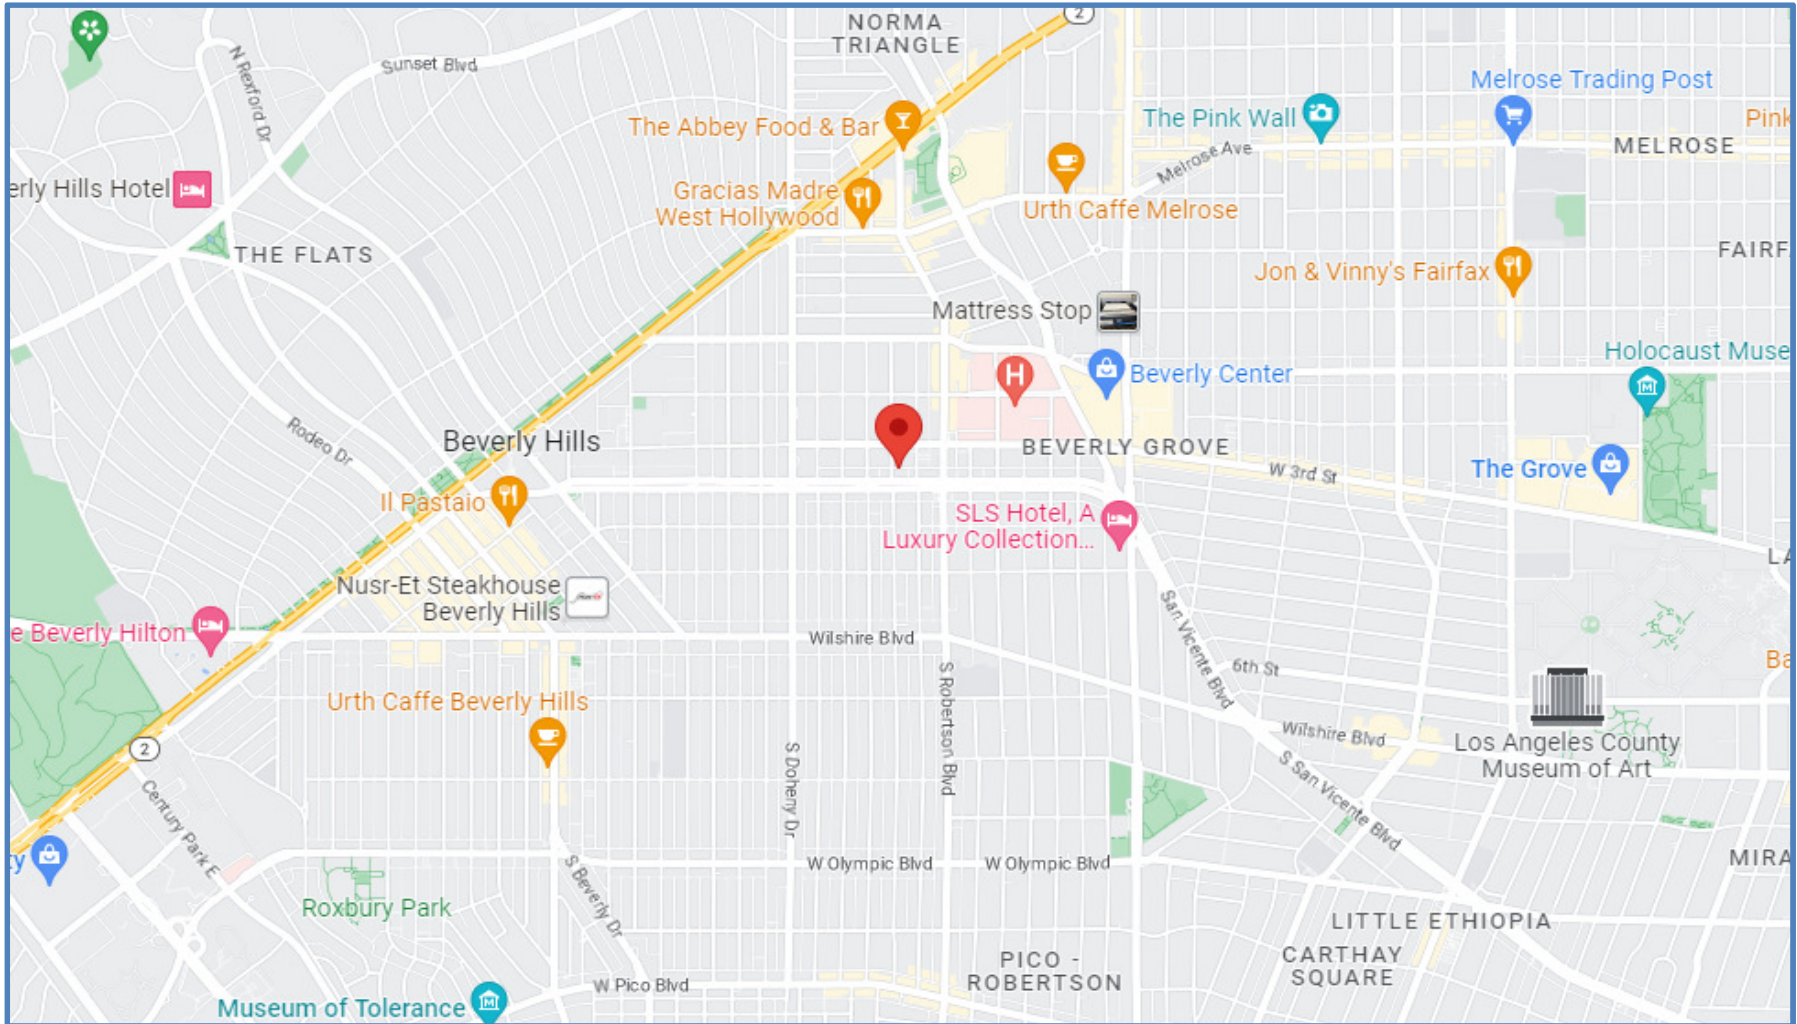 NORMA
TRIANGLE
2
N Rexford Dr
Sunset Blvd
Melrose Trading Post
The Pink Wall
Pink
The Abbey Food & Bar
MELROSE
Melrose Ave
erly Hills Hotel
Gracias Madre
West Hollywood
Urth Caffe Melrose
THE FLATS
FAIRF
Jon & Vinny's Fairfax
Mattress Stop
Holocaust Muse
H
Beverly Center
Rodeo Dr
Beverly Hills
BEVERLY GROVE
W 3rd St
The Grove
Il Pastaio
SLS Hotel, A
Luxury Collection...
LA
Nusr-Et Steakhouse
Beverly Hills
San Vicente Blvd
e Beverly Hilton
Wilshire Blvd
6th St
Ba
S Robertson Blvd
Urth Caffe Beverly Hills
Wilshire Blvd
2
S Doheny Dr
Los Angeles County
Museum of Art
S San Vicente Blvd
Century Park E
ty
W Olympic Blvd
W Olympic Blvd
MIRA
S Beverly Dr
Roxbury Park
LITTLE ETHIOPIA
CARTHAY
SQUARE
PICO -
ROBERTSON
W Pico Blvd
Museum of Tolerance